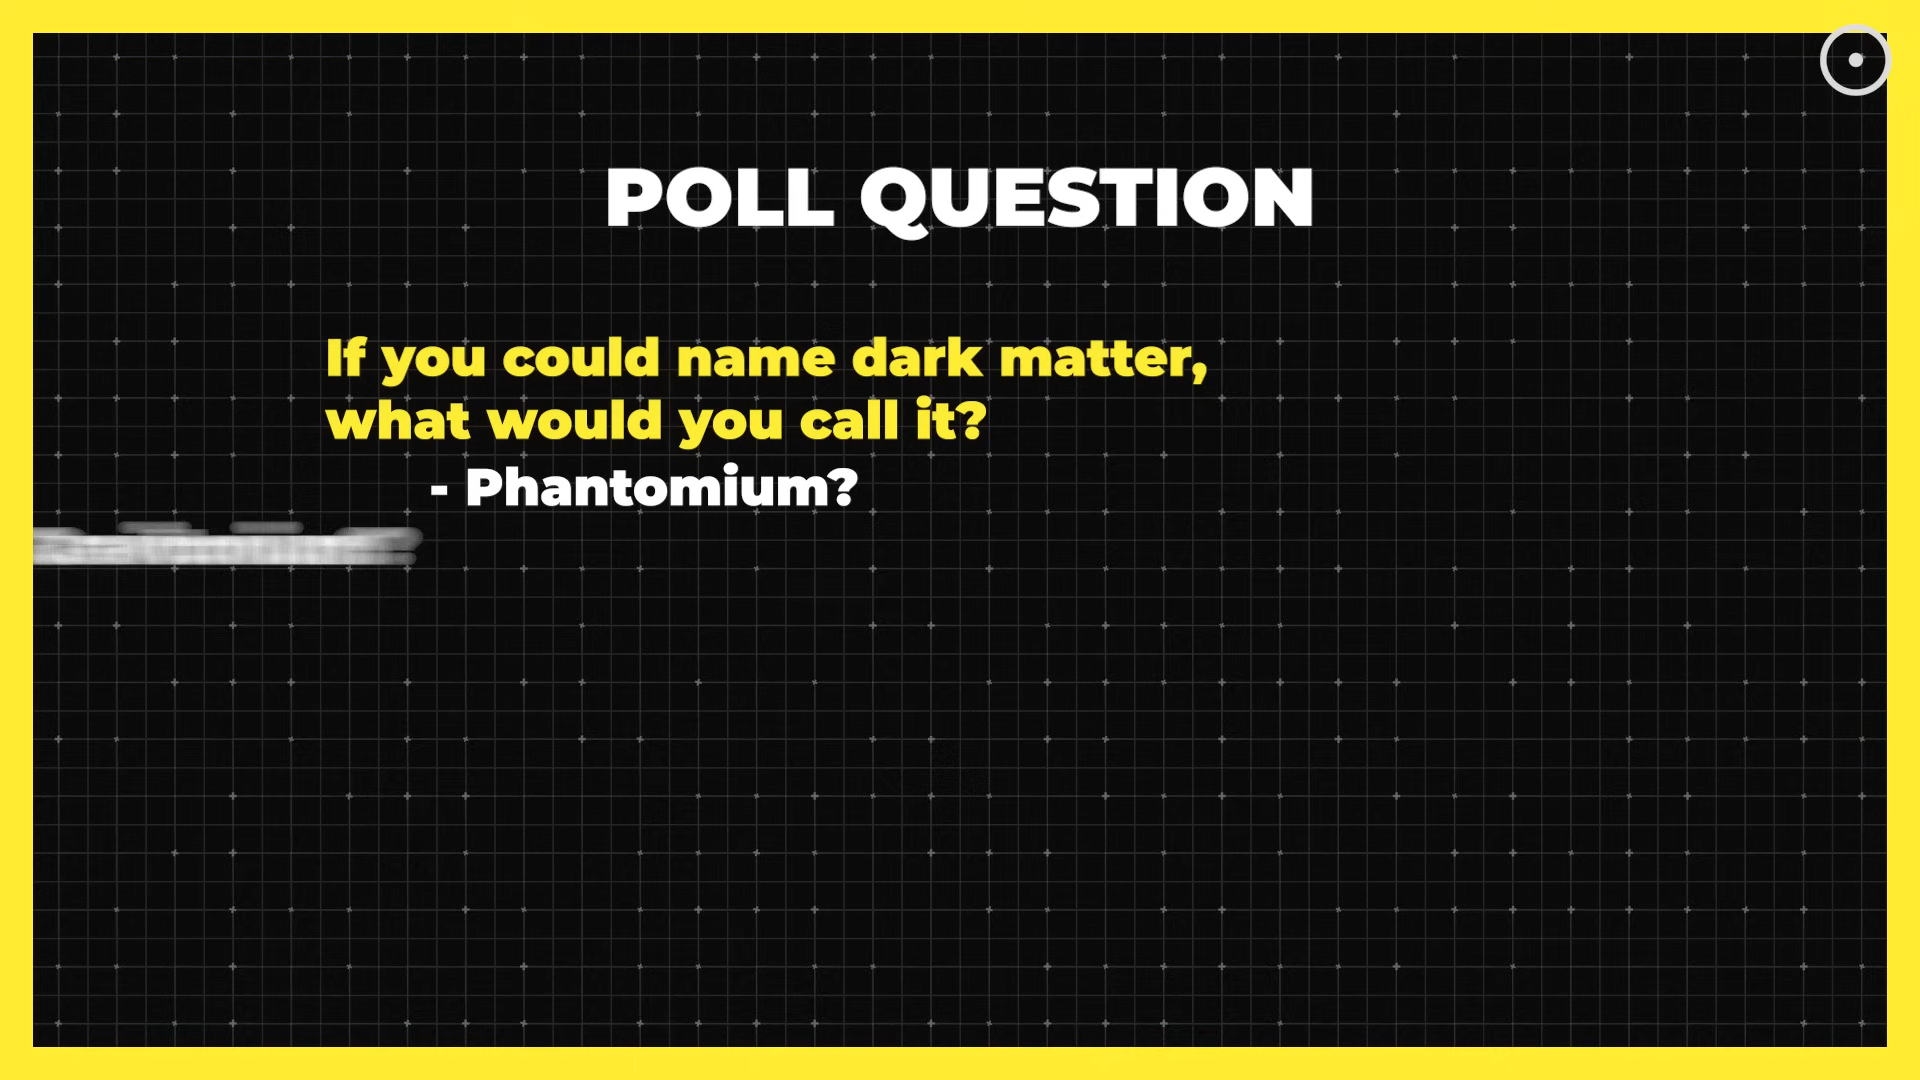 POLL QUESTION
If you could name dark matter,
what would you call it?
- Phantomium?